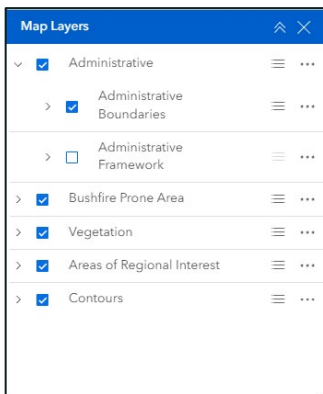 Map Layers
Administrative
Administrative
Boundaries
Administrative
Framework
Bushfire Prone Area
Vegetation
Areas of Regional Interest
Contours